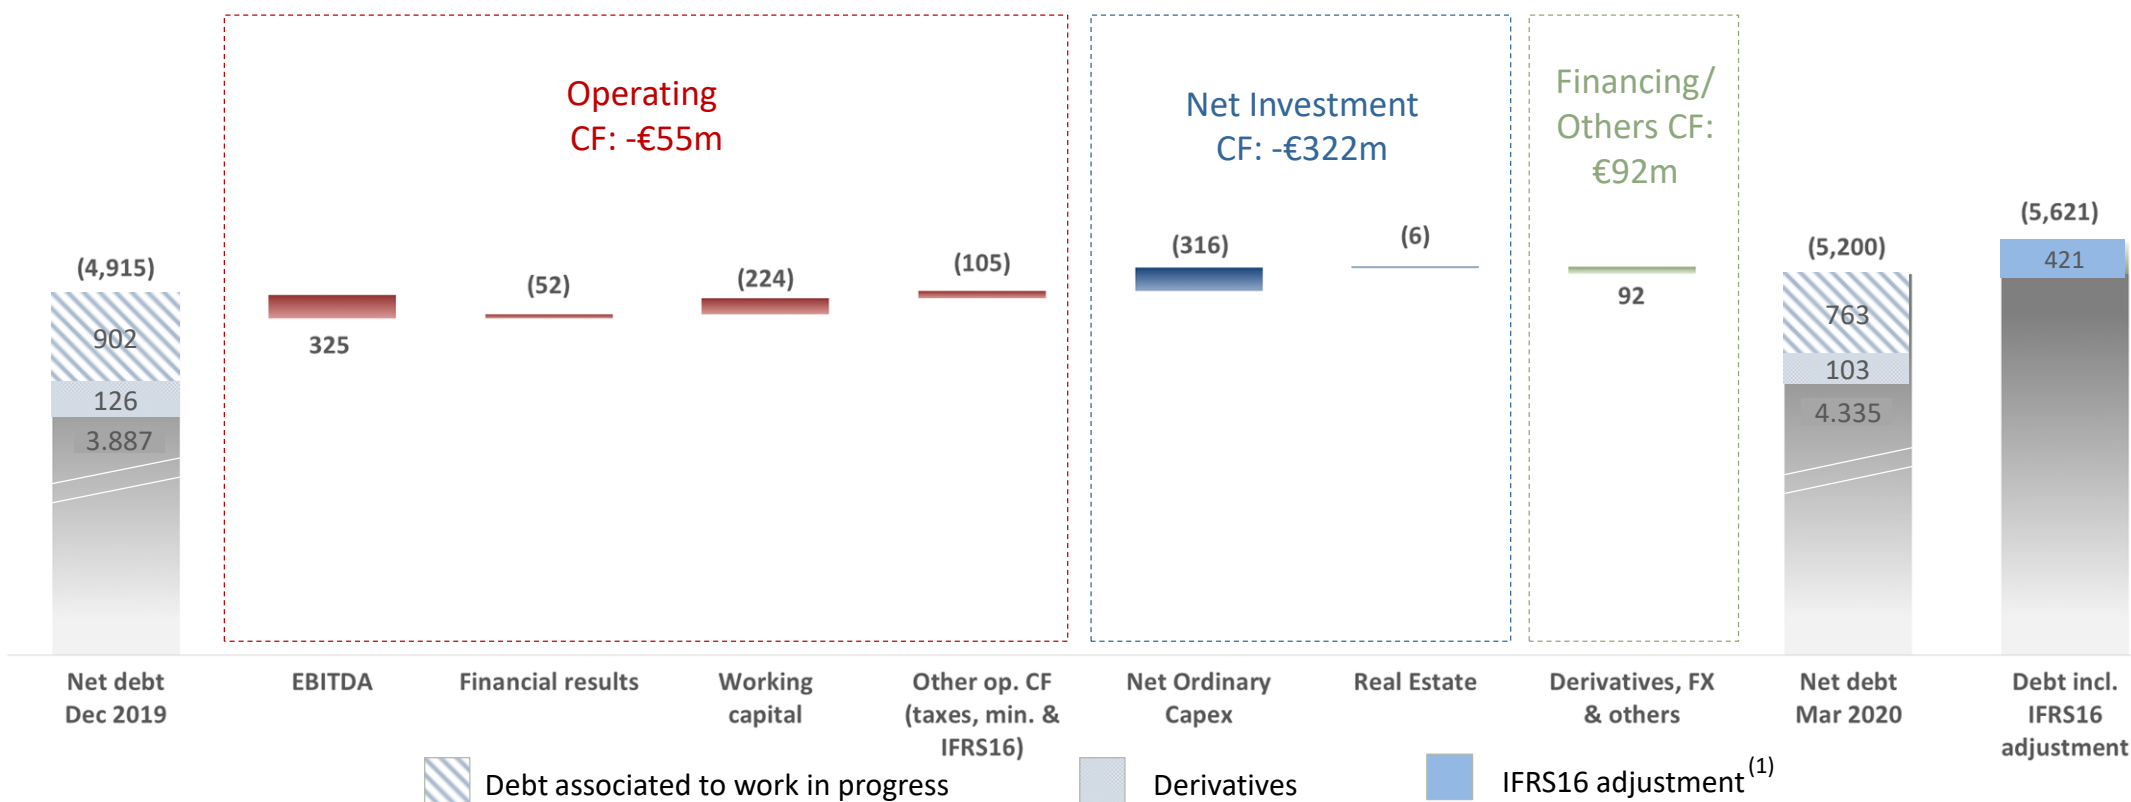 Operating
CF: -€55m
Net Investment
CF: -€322m
Financing/
Others CF:
€92m
(4,915)
902
126
3.887
325
(52)
(224)
(105)
(316)
(6)
92
(5,200)
763
103
4.335
(5,621)
421
Net debt
Dec 2019
EBITDA
Financial results
Working
capital
Other op. CF
(taxes, min. &
IFRS16)
Net Ordinary
Capex
Real Estate
Derivatives, FX
& others
Net debt
Mar 2020
Debt incl.
IFRS16
adjustment
Debt associated to work in progress
Derivatives
IFRS16 adjustment(1)